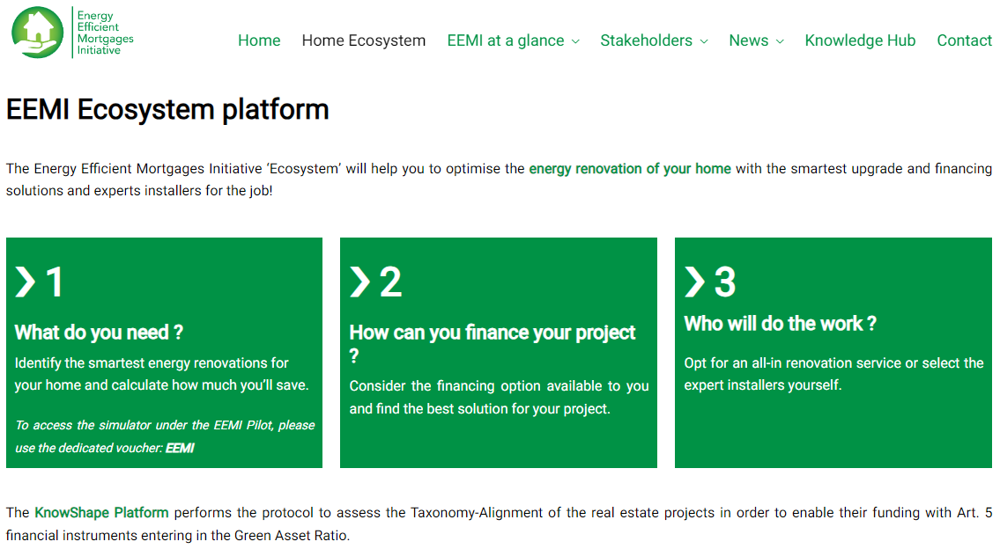 Energy
Efficient
Mortgages
Initiative
Home Home Ecosystem EEMI at a glance Stakeholders News Knowledge Hub Contact
EEMI Ecosystem platform
The Energy Efficient Mortgages Initiative ‘Ecosystem’ will help you to optimise the energy renovation of your home with the smartest upgrade and financing
solutions and experts installers for the job!
1
What do you need ?
Identify the smartest energy renovations for
your home and calculate how much you’ll save.
To access the simulator under the EEMI Pilot, please
use the dedicated voucher: EEMI
2
How can you finance your project
?
Consider the financing option available to you
and find the best solution for your project.
3
Who will do the work ?
Opt for an all-in renovation service or select the
expert installers yourself.
The KnowShape Platform performs the protocol to assess the Taxonomy-Alignment of the real estate projects in order to enable their funding with Art. 5
financial instruments entering in the Green Asset Ratio.